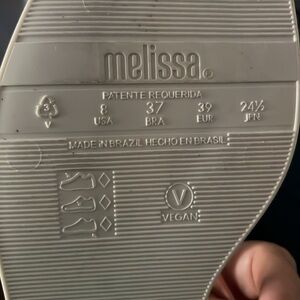 melissa®
PATENTE REQUERIDA
3 8 37 39 24½
USA BRA EUR JPN
MADE IN BRAZIL HECHO EN BRASIL
V
VEGAN